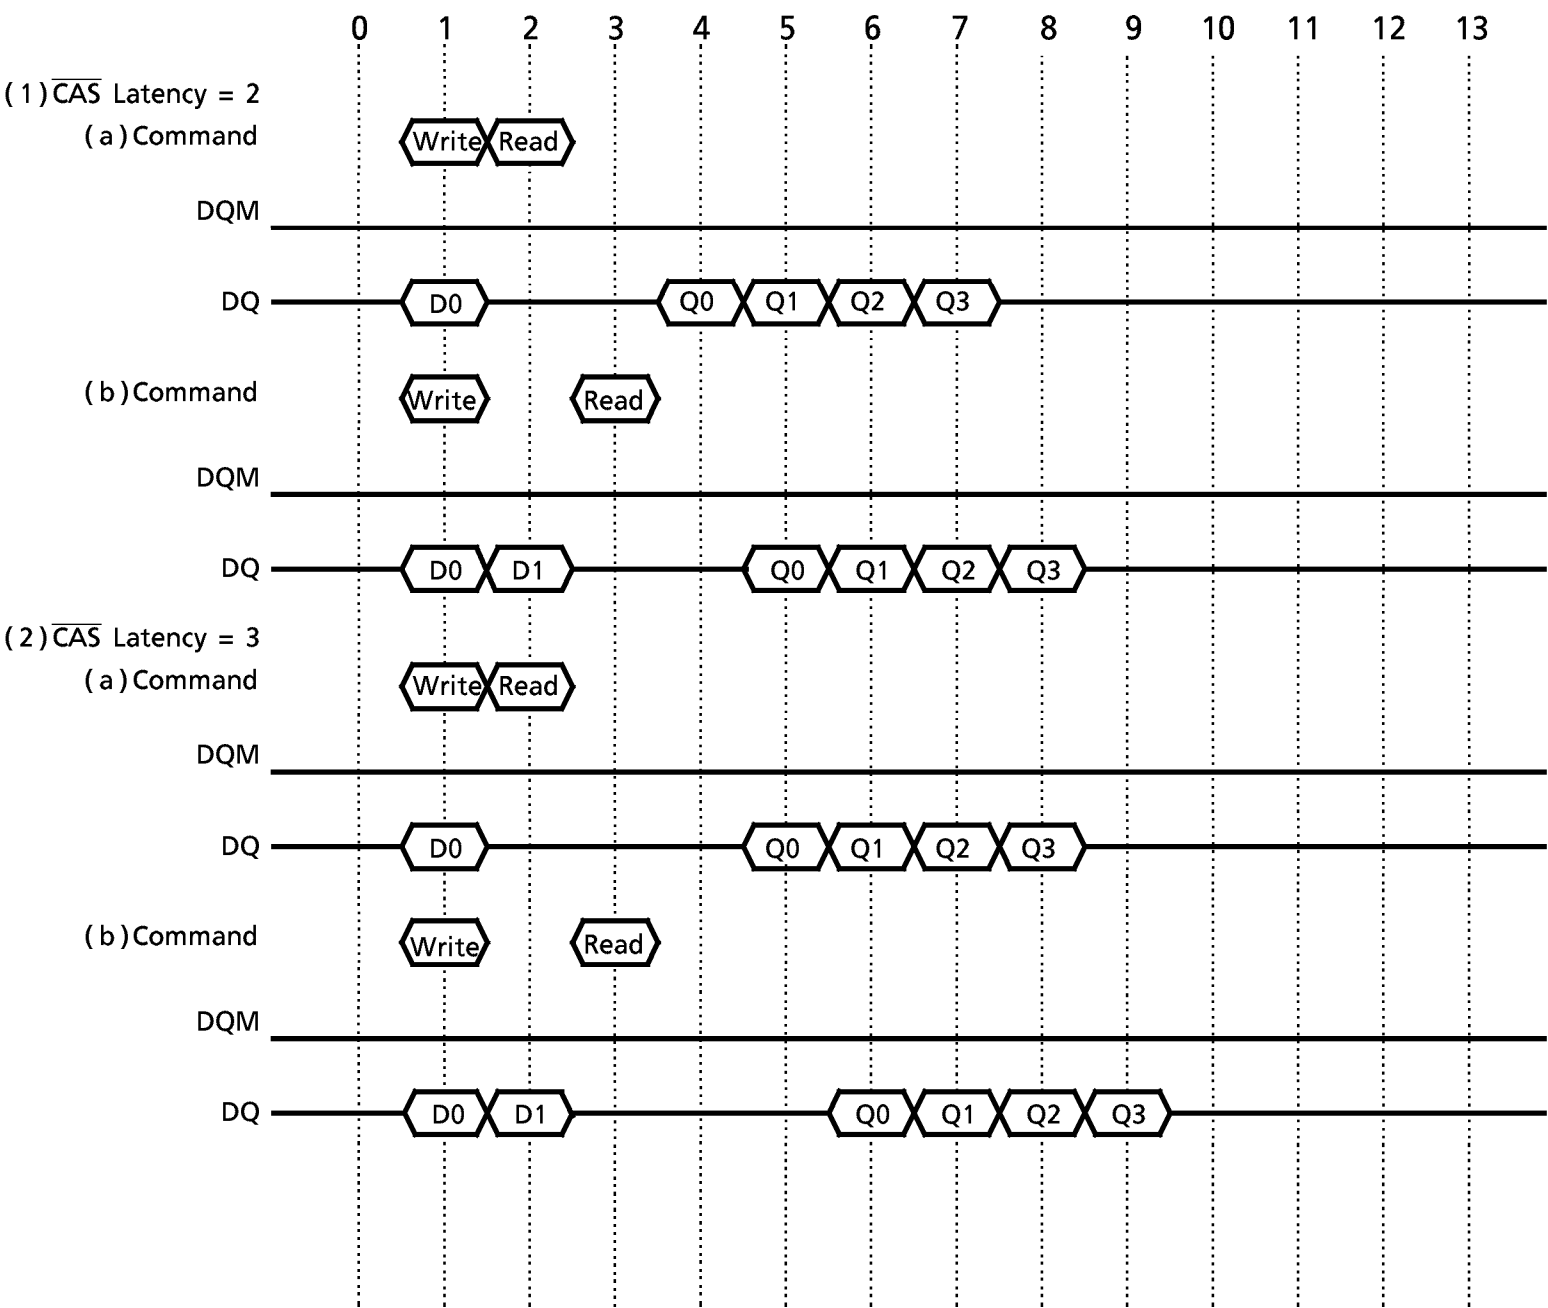 0 1 2 3 4 5 6 7 8 9 10 11 12 13
(1) CAS Latency = 2
(a) Command Write Read
DQM
DQ D0 Q0 Q1 Q2 Q3
(b) Command Write Read
DQM
DQ D0 D1 Q0 Q1 Q2 Q3
(2) CAS Latency = 3
(a) Command Write Read
DQM
DQ D0 Q0 Q1 Q2 Q3
(b) Command Write Read
DQM
DQ D0 D1 Q0 Q1 Q2 Q3